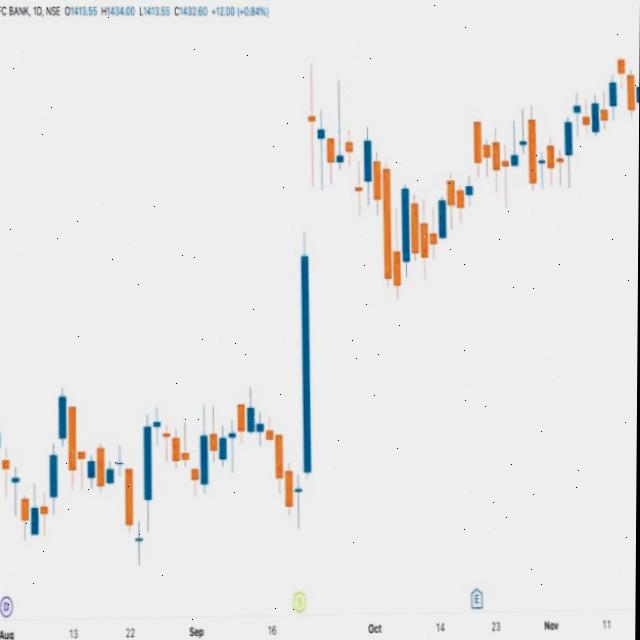 FC BANK, 1D, NSE O1413.55 H1434.00 L1413.55 C1432.60 +12.00 (+0.84%)
D
S
E
Aug 13 22 Sep 16 Oct 14 23 Nov 11